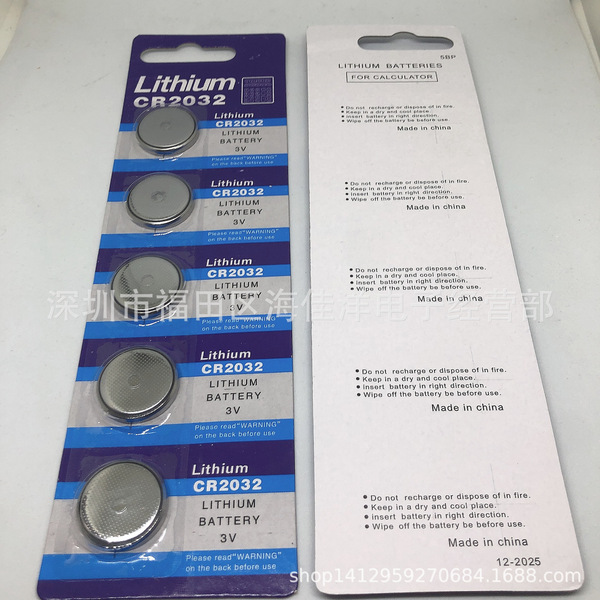 Lithium
CR2032
Lithium
CR2032
LITHIUM
BATTERY
3V
Please read "WARNING"
on the back before use
Lithium
CR2032
LITHIUM
BATTERY
3V
Please read "WARNING"
on the back before use
Lithium
CR2032
LITHIUM
BATTERY
3V
Please read "WARNING"
on the back before use
Lithium
CR2032
LITHIUM
BATTERY
3V
Please read "WARNING"
on the back before use
Lithium
CR2032
LITHIUM
BATTERY
3V
Please read "WARNING"
on the back before use
5BP
LITHIUM BATTERIES
FOR CALCULATOR
• Do not recharge or dispose of in fire.
• Keep in a dry and cool place.
• Insert battery in right direction.
• Wipe off the battery be before use.
Made in china
• Do not recharge or dispose of in fire.
• Keep in a dry and cool place.
• Insert battery in right direction.
• Wipe off the battery be before use.
Made in china
• Do not recharge or dispose of in fire.
• Keep in a dry and cool place.
• Insert battery in right direction.
• Wipe off the battery be before use.
Made in china
• Do not recharge or dispose of in fire.
• Keep in a dry and cool place.
• Insert battery in right direction.
• Wipe off the battery be before use.
Made in china
• Do not recharge or dispose of in fire.
• Keep in a dry and cool place.
• Insert battery in right direction.
• Wipe off the battery be before use.
Made in china
12-2025
深圳市福田区海佳洋电子经营部
shop1412959270684.1688.com